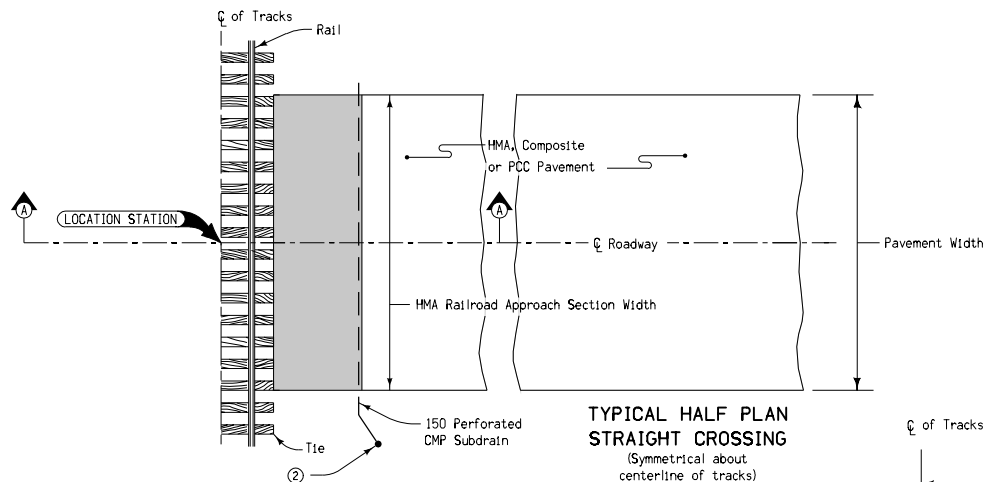 ℄ of Tracks
Rail
HMA, Composite
or PCC Pavement
A
A
LOCATION STATION
℄ Roadway
Pavement Width
HMA Railroad Approach Section Width
150 Perforated
CMP Subdrain
Tie
2
TYPICAL HALF PLAN
STRAIGHT CROSSING
(Symmetrical about
centerline of tracks)
℄ of Tracks